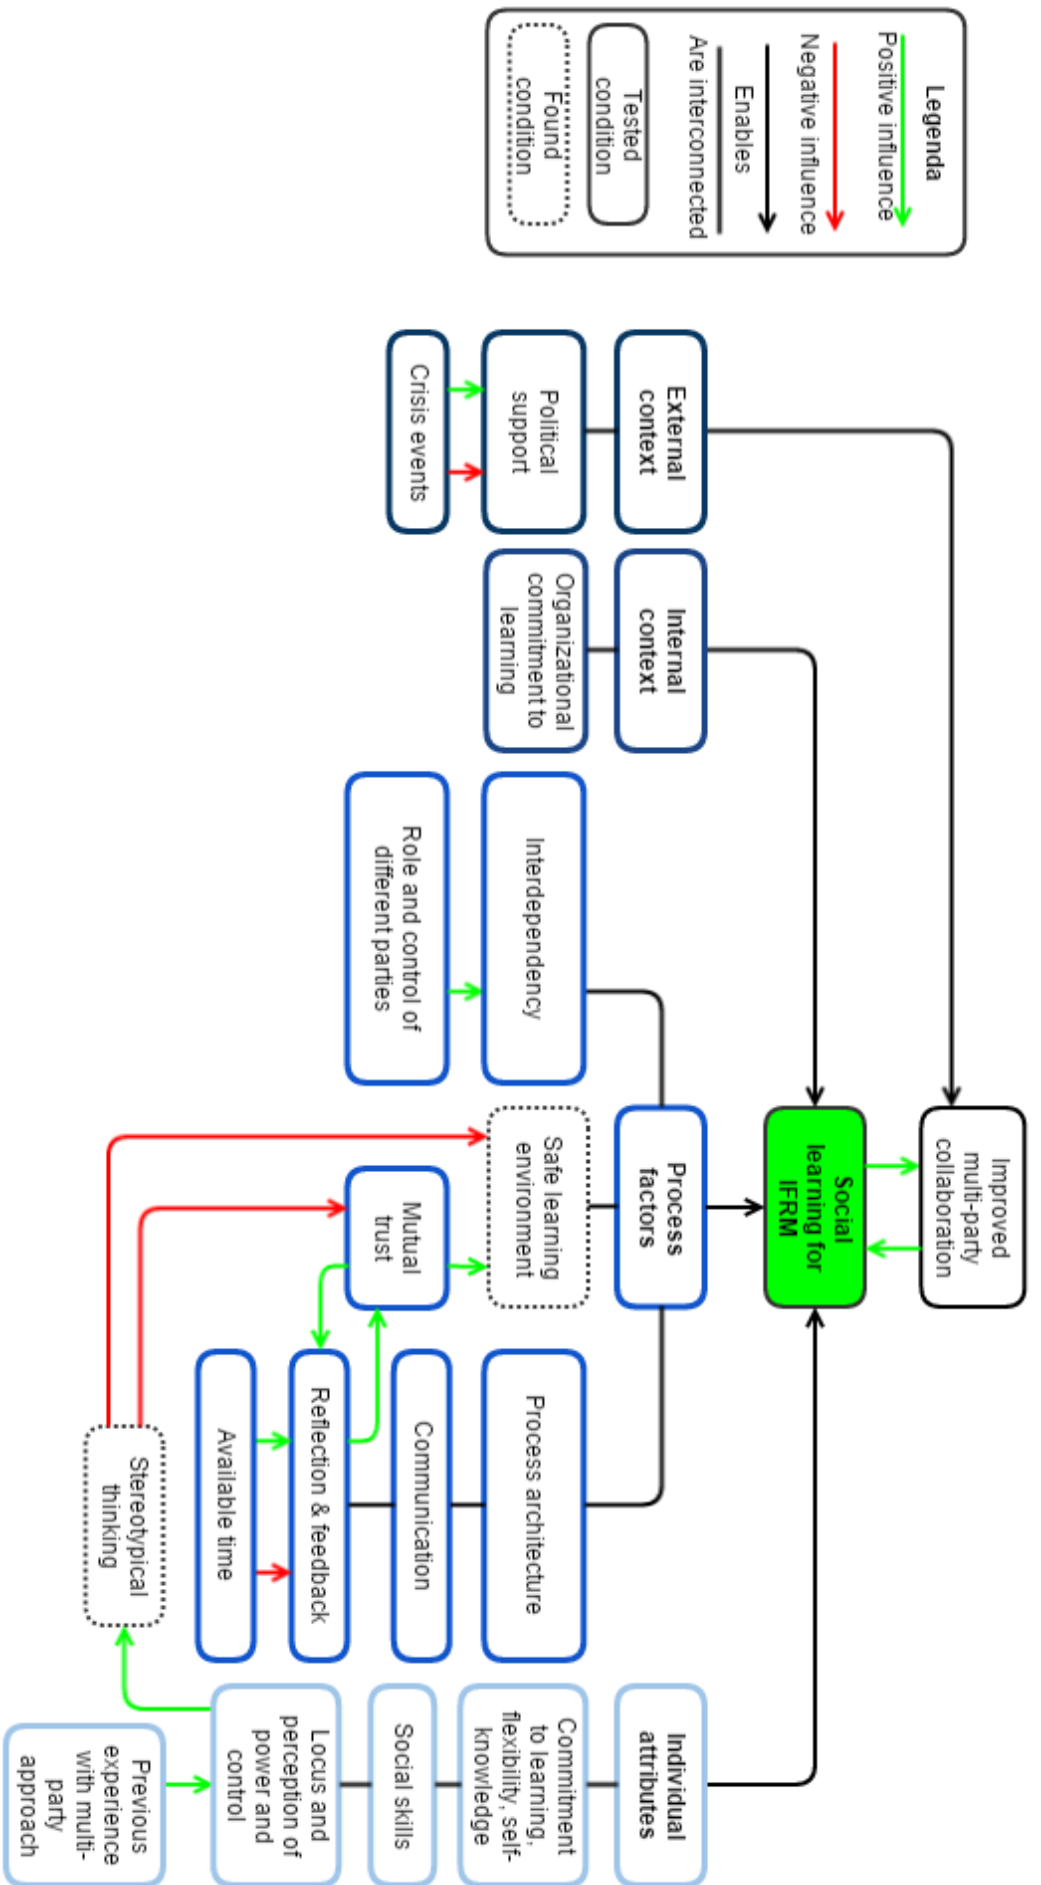 Legenda
Positive influence
Negative influence
Enables
Are interconnected
Tested
condition
Found
condition
Improved
multi-party
collaboration
Social
learning for
IFRM
External
context
Political
support
Crisis events
Internal
context
Organizational
commitment to
learning
Process
factors
Interdependency
Role and control of
different parties
Safe learning
environment
Mutual
trust
Process architecture
Communication
Reflection & feedback
Available time
Stereotypical
thinking
Individual
attributes
Commitment
to learning,
flexibility, self-
knowledge
Social skills
Locus and
perception of
power and
control
Previous
experience
with multi-
party
approach